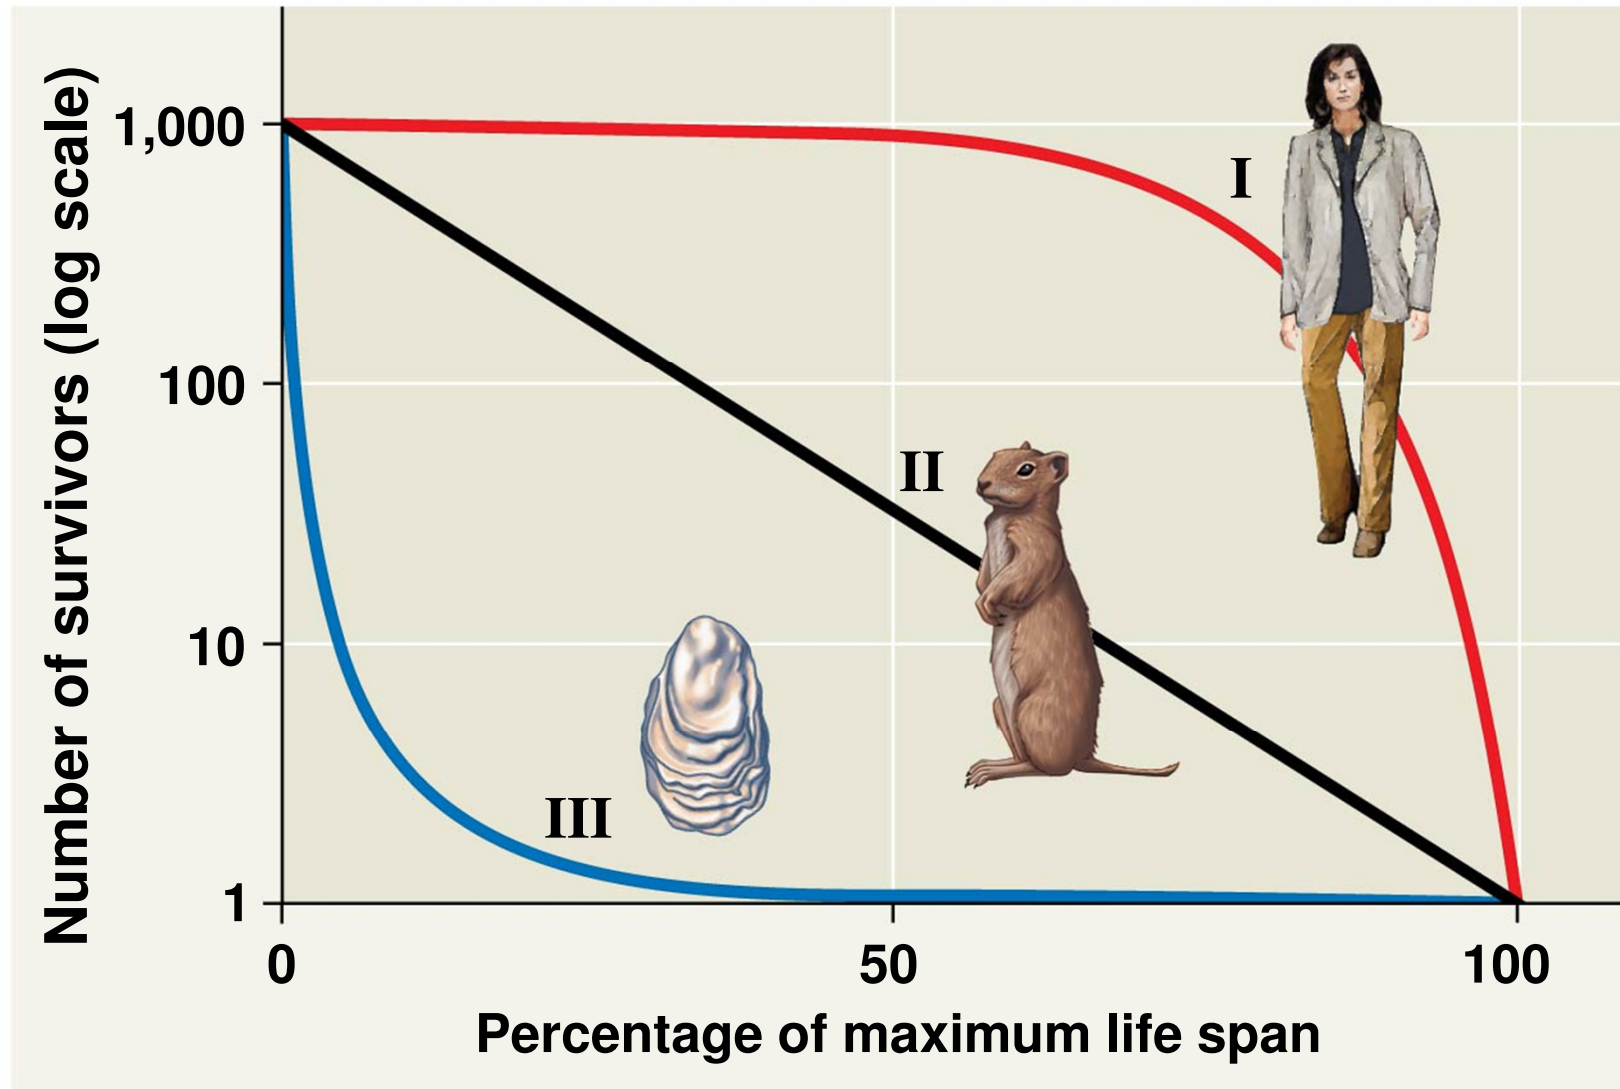 Number of survivors (log scale)
1,000
100
10
1
I
II
III
0
50
100
Percentage of maximum life span